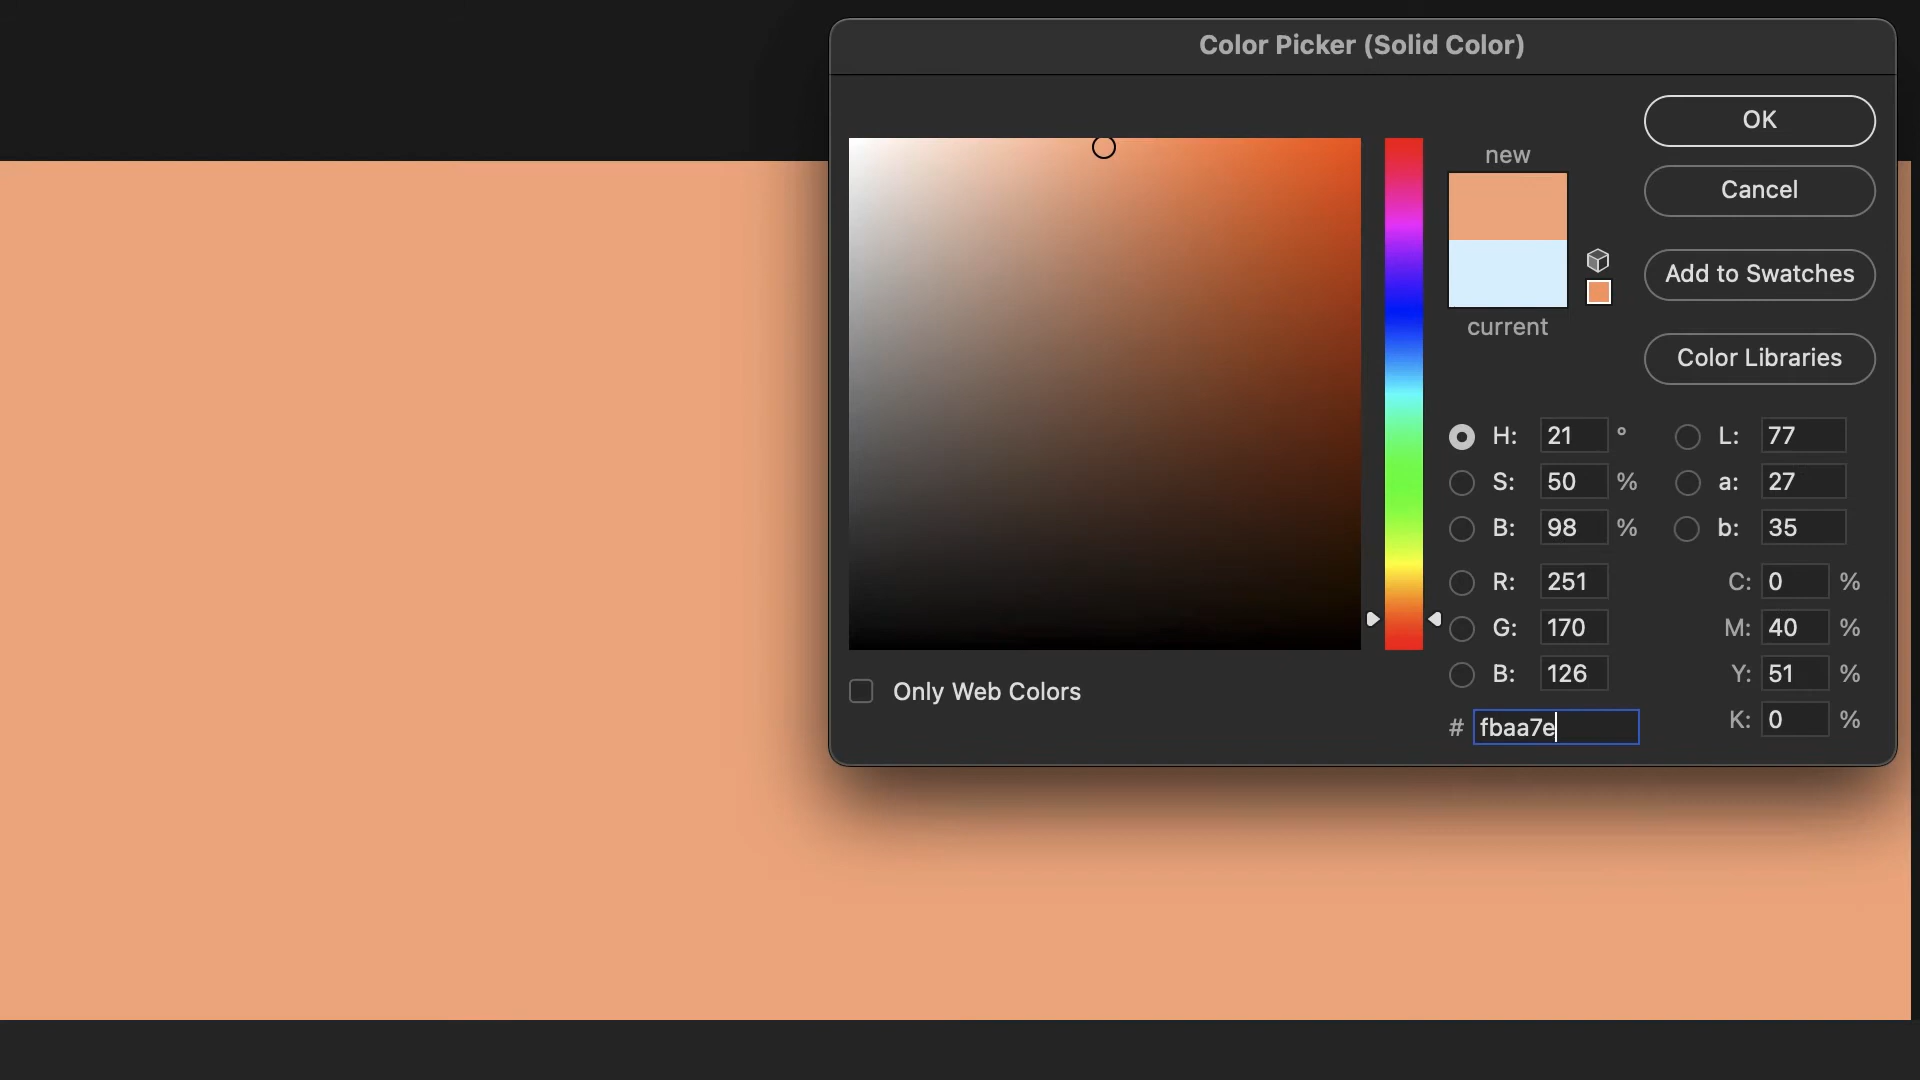 Color Picker (Solid Color)
OK
new
Cancel
Add to Swatches
current
Color Libraries
H: 21 °
L: 77
S: 50 %
a: 27
B: 98 %
b: 35
R: 251
C: 0 %
G: 170
M: 40 %
B: 126
Y: 51 %
Only Web Colors
# fbaa7e
K: 0 %